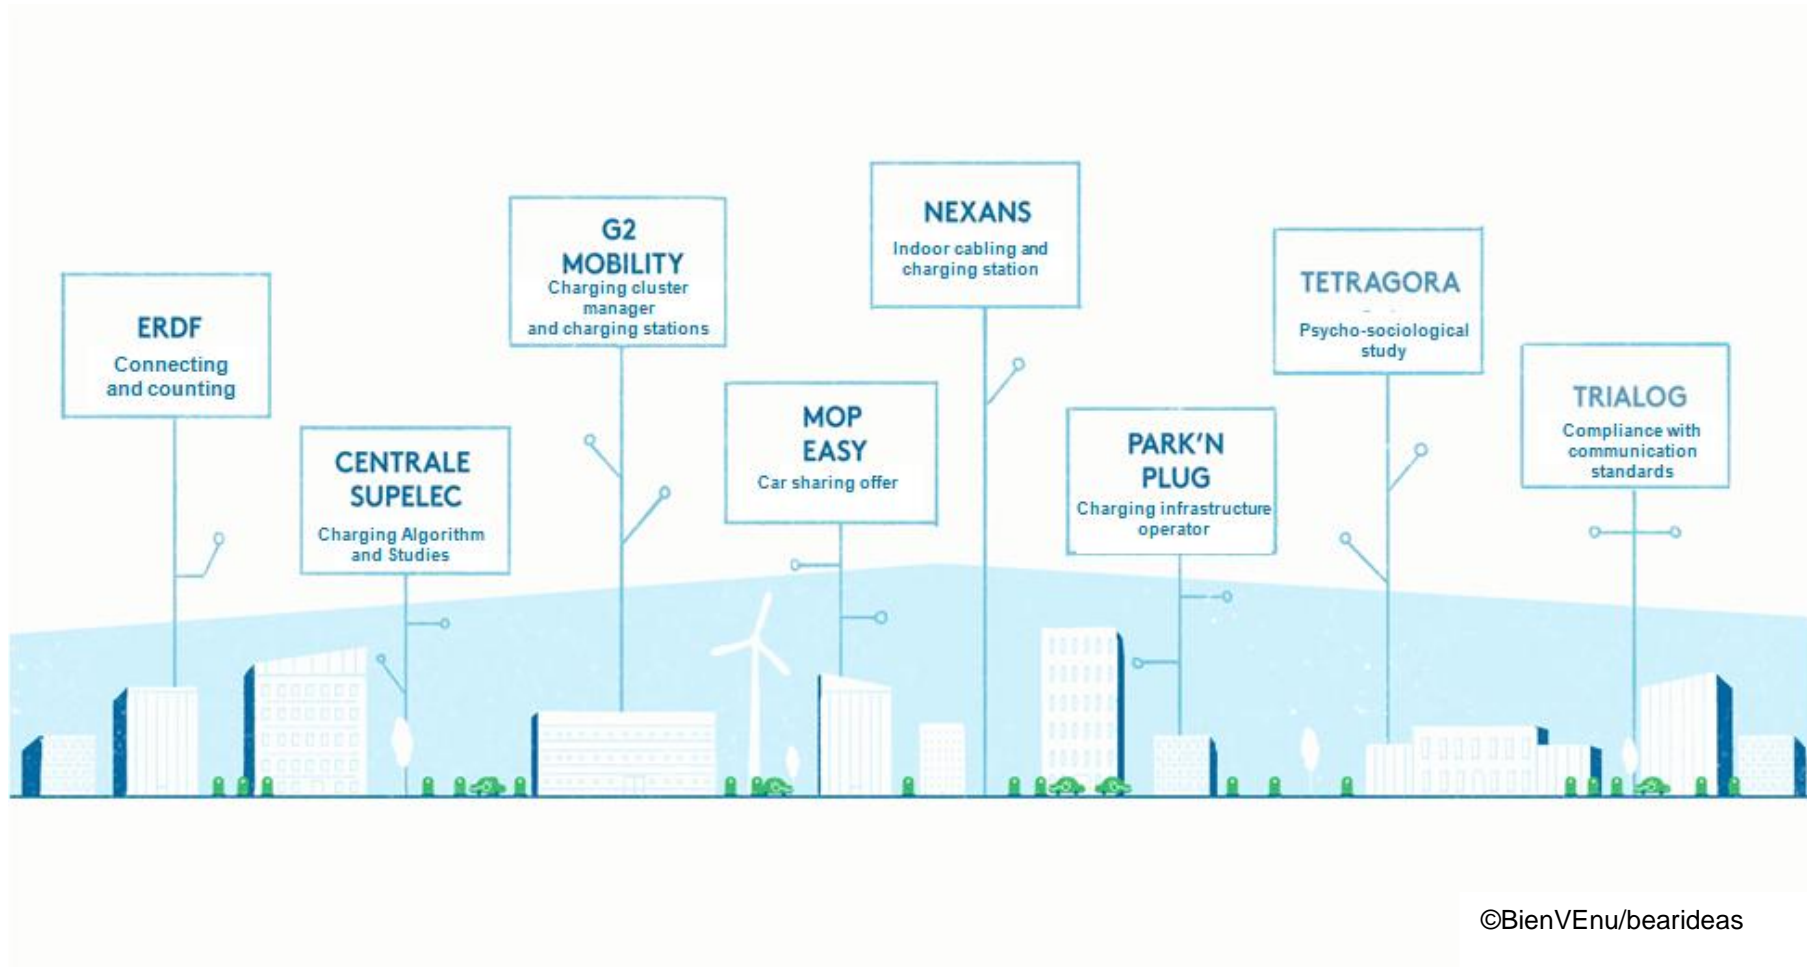 ERDF
Connecting
and counting
CENTRALE
SUPELEC
Charging Algorithm
and Studies
G2
MOBILITY
Charging cluster
manager
and charging stations
MOP
EASY
Car sharing offer
NEXANS
Indoor cabling and
charging station
PARK'N
PLUG
Charging infrastructure
operator
TETRAGORA
Psycho-sociological
study
TRIALOG
Compliance with
communication
standards
©BienVEnu/bearideas